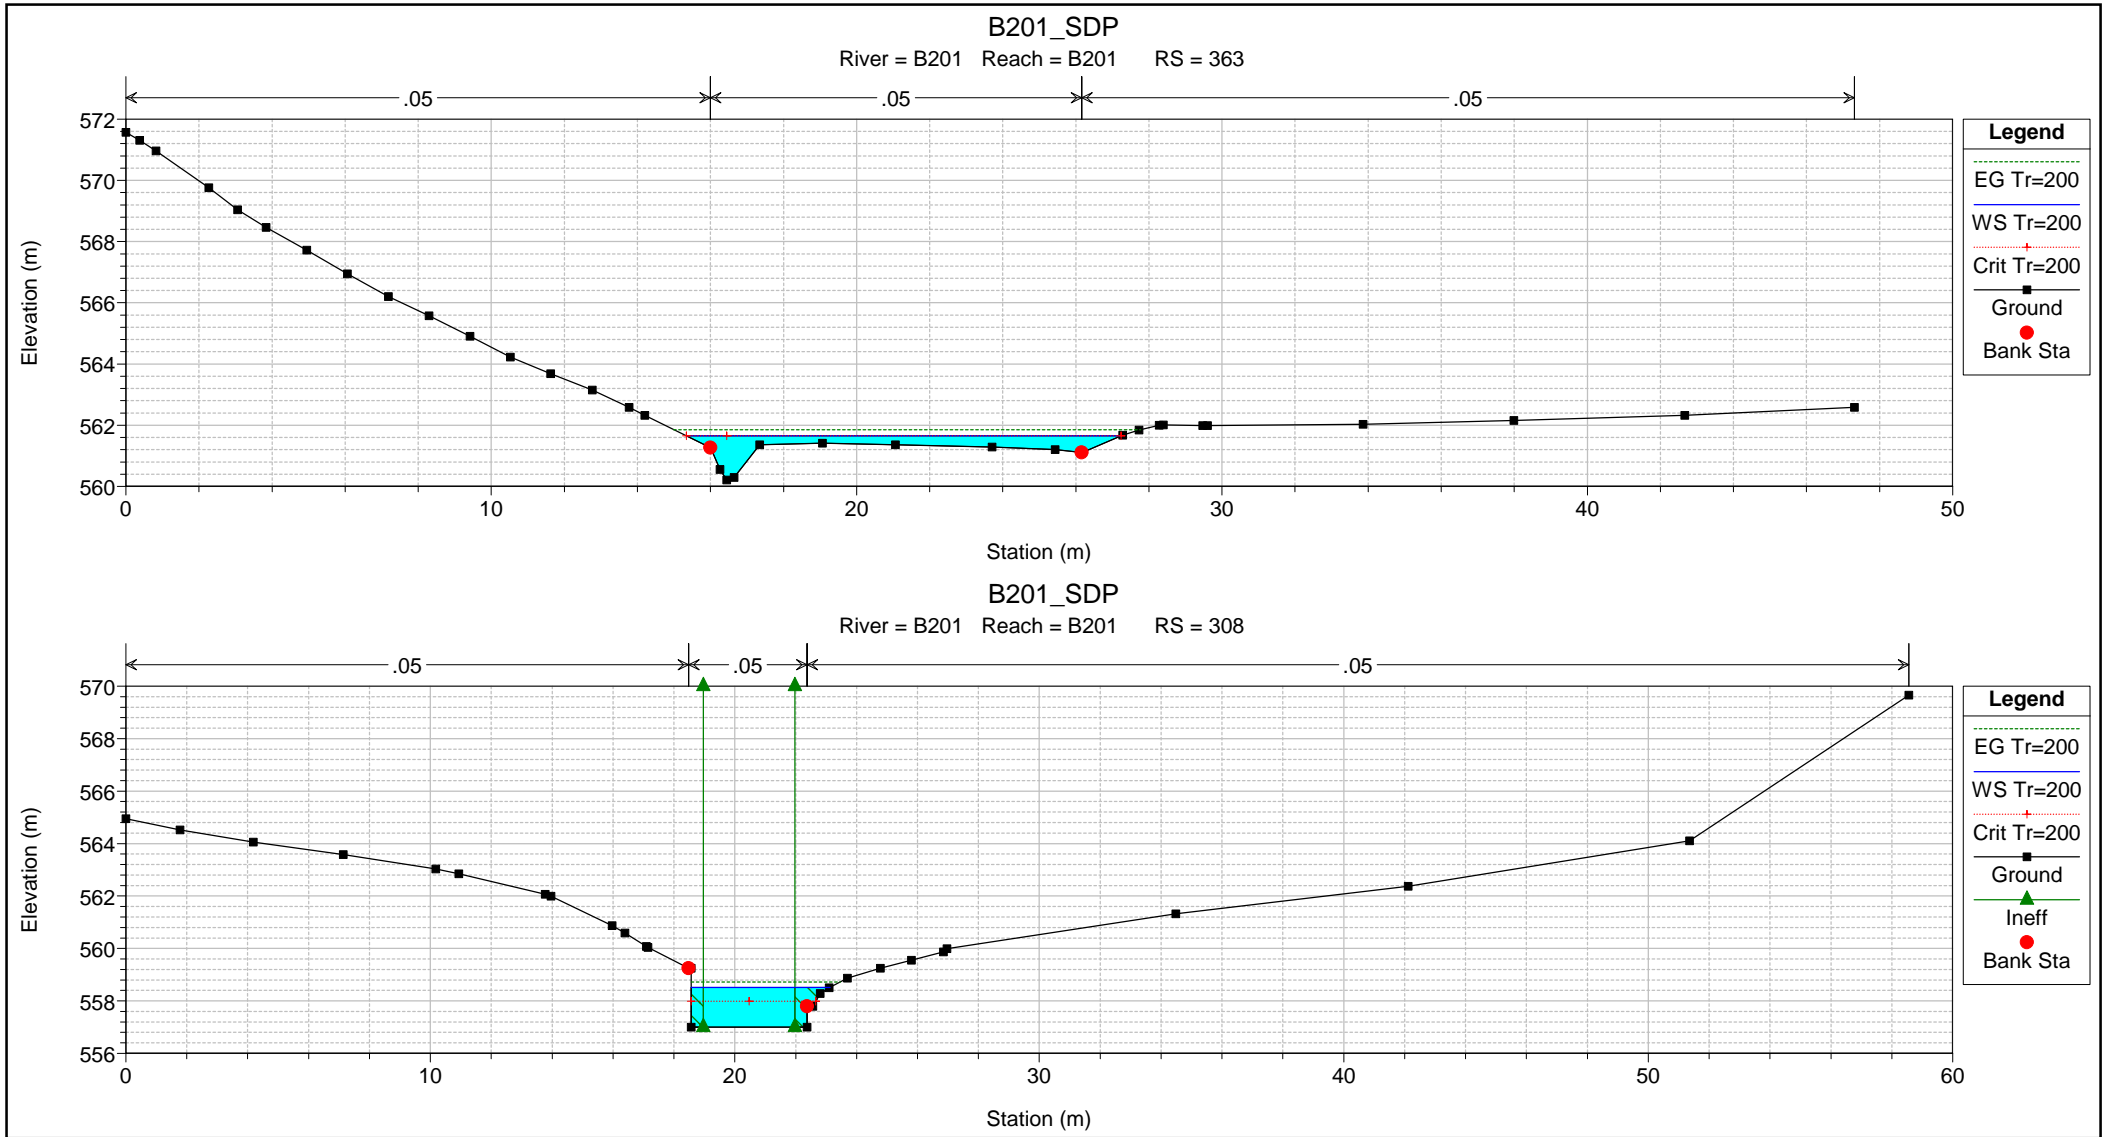 B201_SDP
River = B201 Reach = B201 RS = 363
.05 .05 .05
572
570
568
566
564
562
560
Elevation (m)
0 10 20 30 40 50
Station (m)
Legend
EG Tr=200
WS Tr=200
Crit Tr=200
Ground
Bank Sta
B201_SDP
River = B201 Reach = B201 RS = 308
.05 .05 .05
570
568
566
564
562
560
558
556
Elevation (m)
0 10 20 30 40 50 60
Station (m)
Legend
EG Tr=200
WS Tr=200
Crit Tr=200
Ground
Ineff
Bank Sta